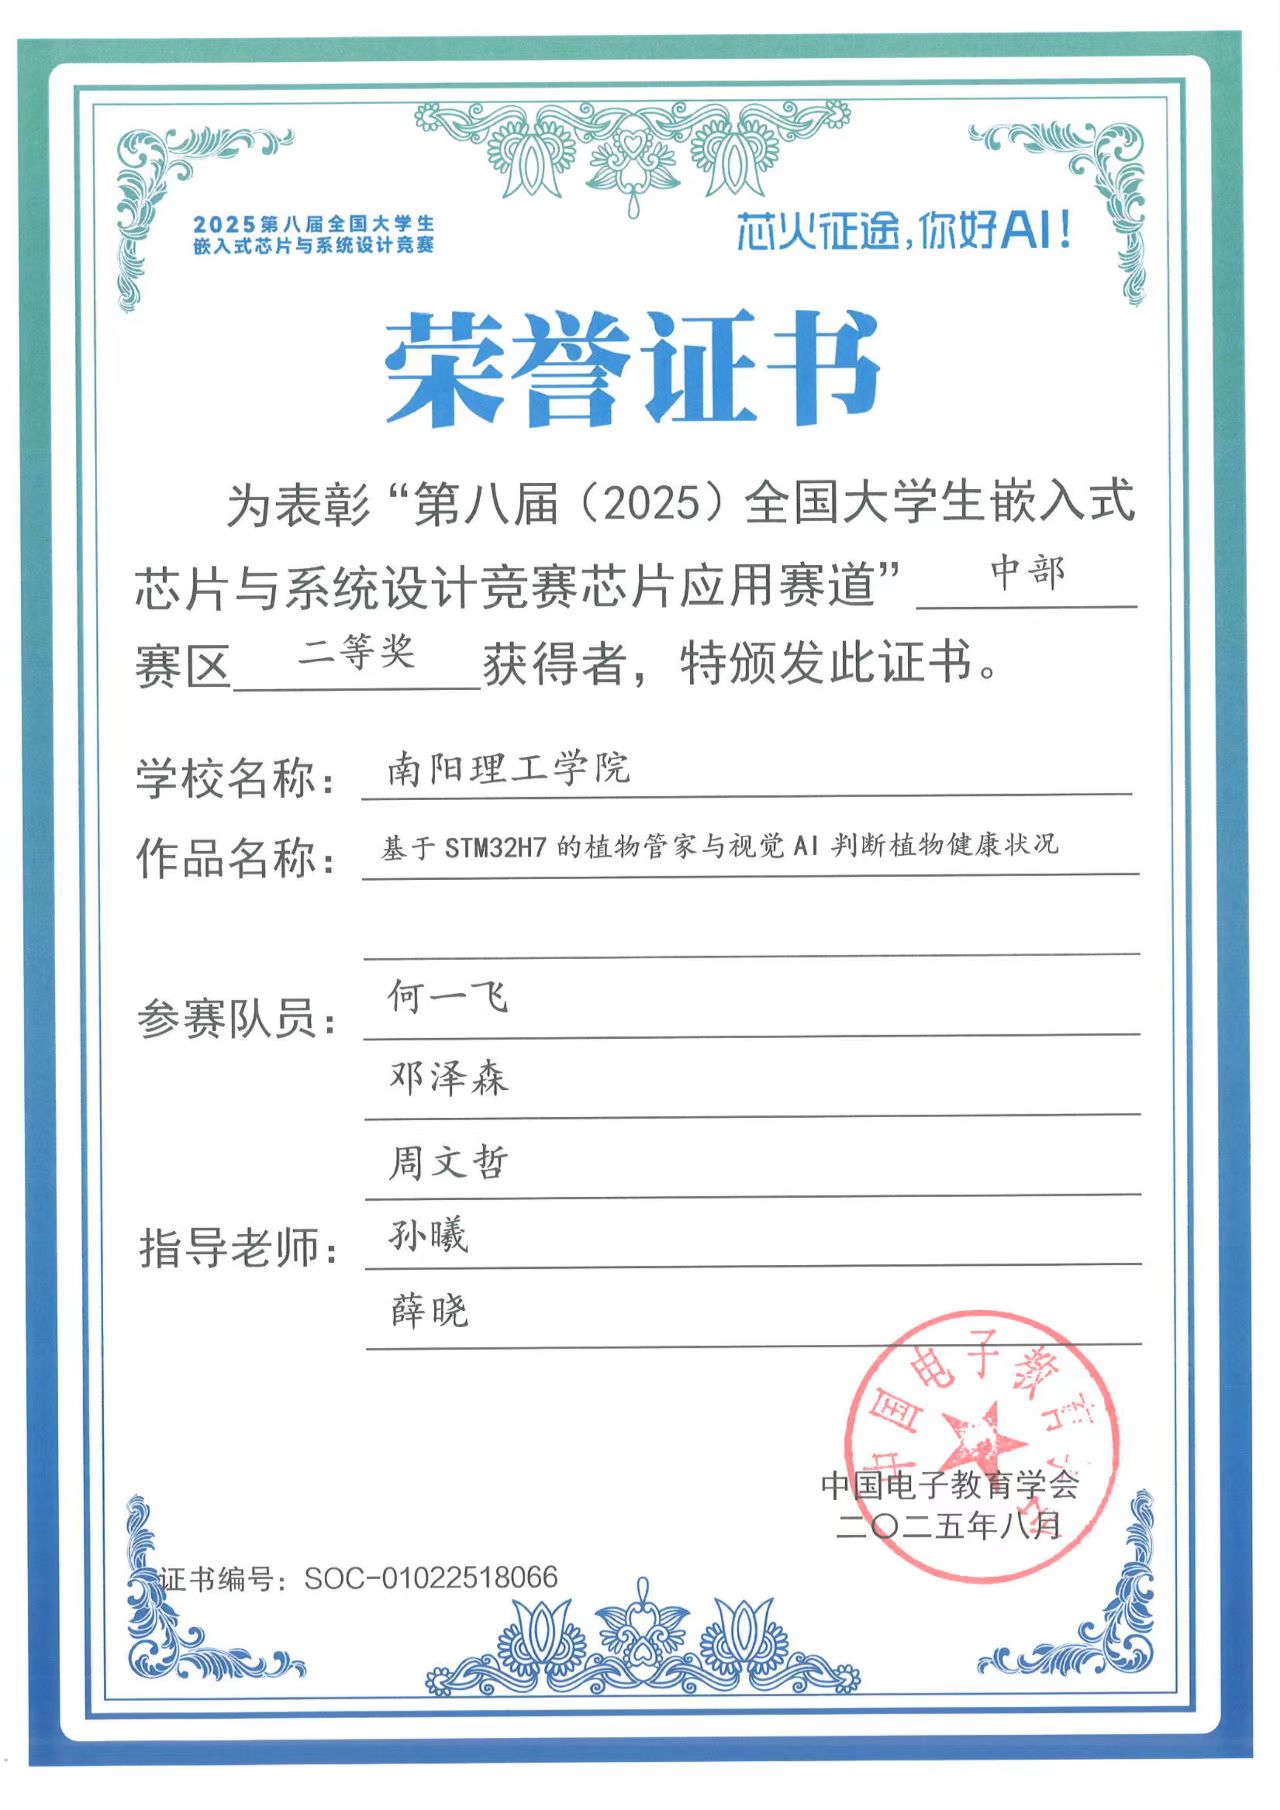 2025第八届全国大学生
嵌入式芯片与系统设计竞赛
芯火征途,你好AI!
荣誉证书
为表彰“第八届（2025）全国大学生嵌入式
芯片与系统设计竞赛芯片应用赛道”中部
赛区二等奖获得者，特颁发此证书。
学校名称：南阳理工学院
作品名称：基于STM32H7的植物管家与视觉AI判断植物健康状况
参赛队员：何一飞
邓泽森
周文哲
指导老师：孙曦
薛晓
中国电子教育学会
中国电子教育学会
二〇二五年八月
证书编号：SOC-01022518066